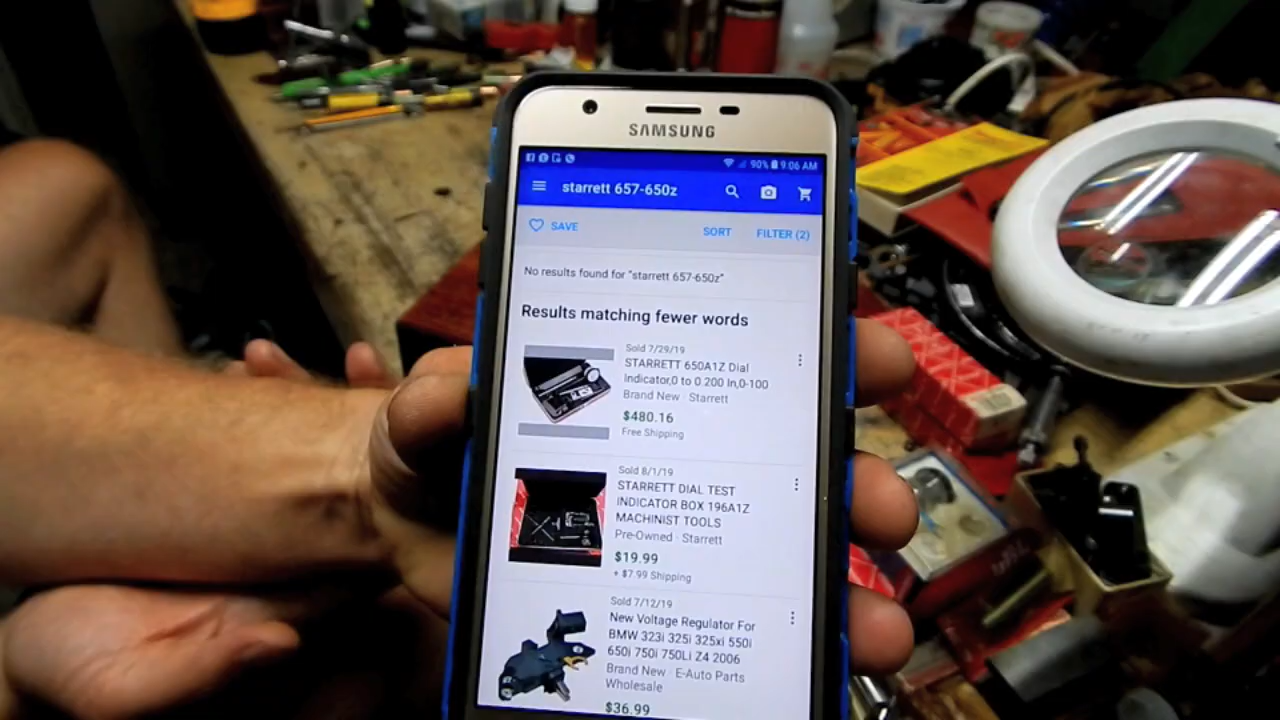 SAMSUNG
90% 9:06 AM
starrett 657-650z
SAVE
SORT
FILTER (2)
No results found for "starrett 657-650z"
Results matching fewer words
Sold 7/29/19
STARRETT 650A1Z Dial
Indicator,0 to 0.200 In,0-100
Brand New · Starrett
$480.16
Free Shipping
Sold 8/1/19
STARRETT DIAL TEST
INDICATOR BOX 196A1Z
MACHINIST TOOLS
Pre-Owned · Starrett
$19.99
+ $7.99 Shipping
Sold 7/12/19
New Voltage Regulator For
BMW 323i 325i 325xi 550i
650i 750i 750Li Z4 2006
Brand New · E-Auto Parts
Wholesale
$36.99